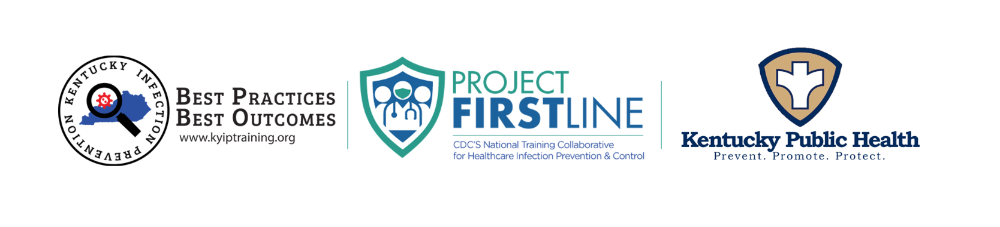 KENTUCKY INFECTION PREVENTION
BEST PRACTICES
BEST OUTCOMES
www.kyiptraining.org
PROJECT
FIRSTLINE
CDC'S National Training Collaborative
for Healthcare Infection Prevention & Control
Kentucky Public Health
Prevent. Promote. Protect.